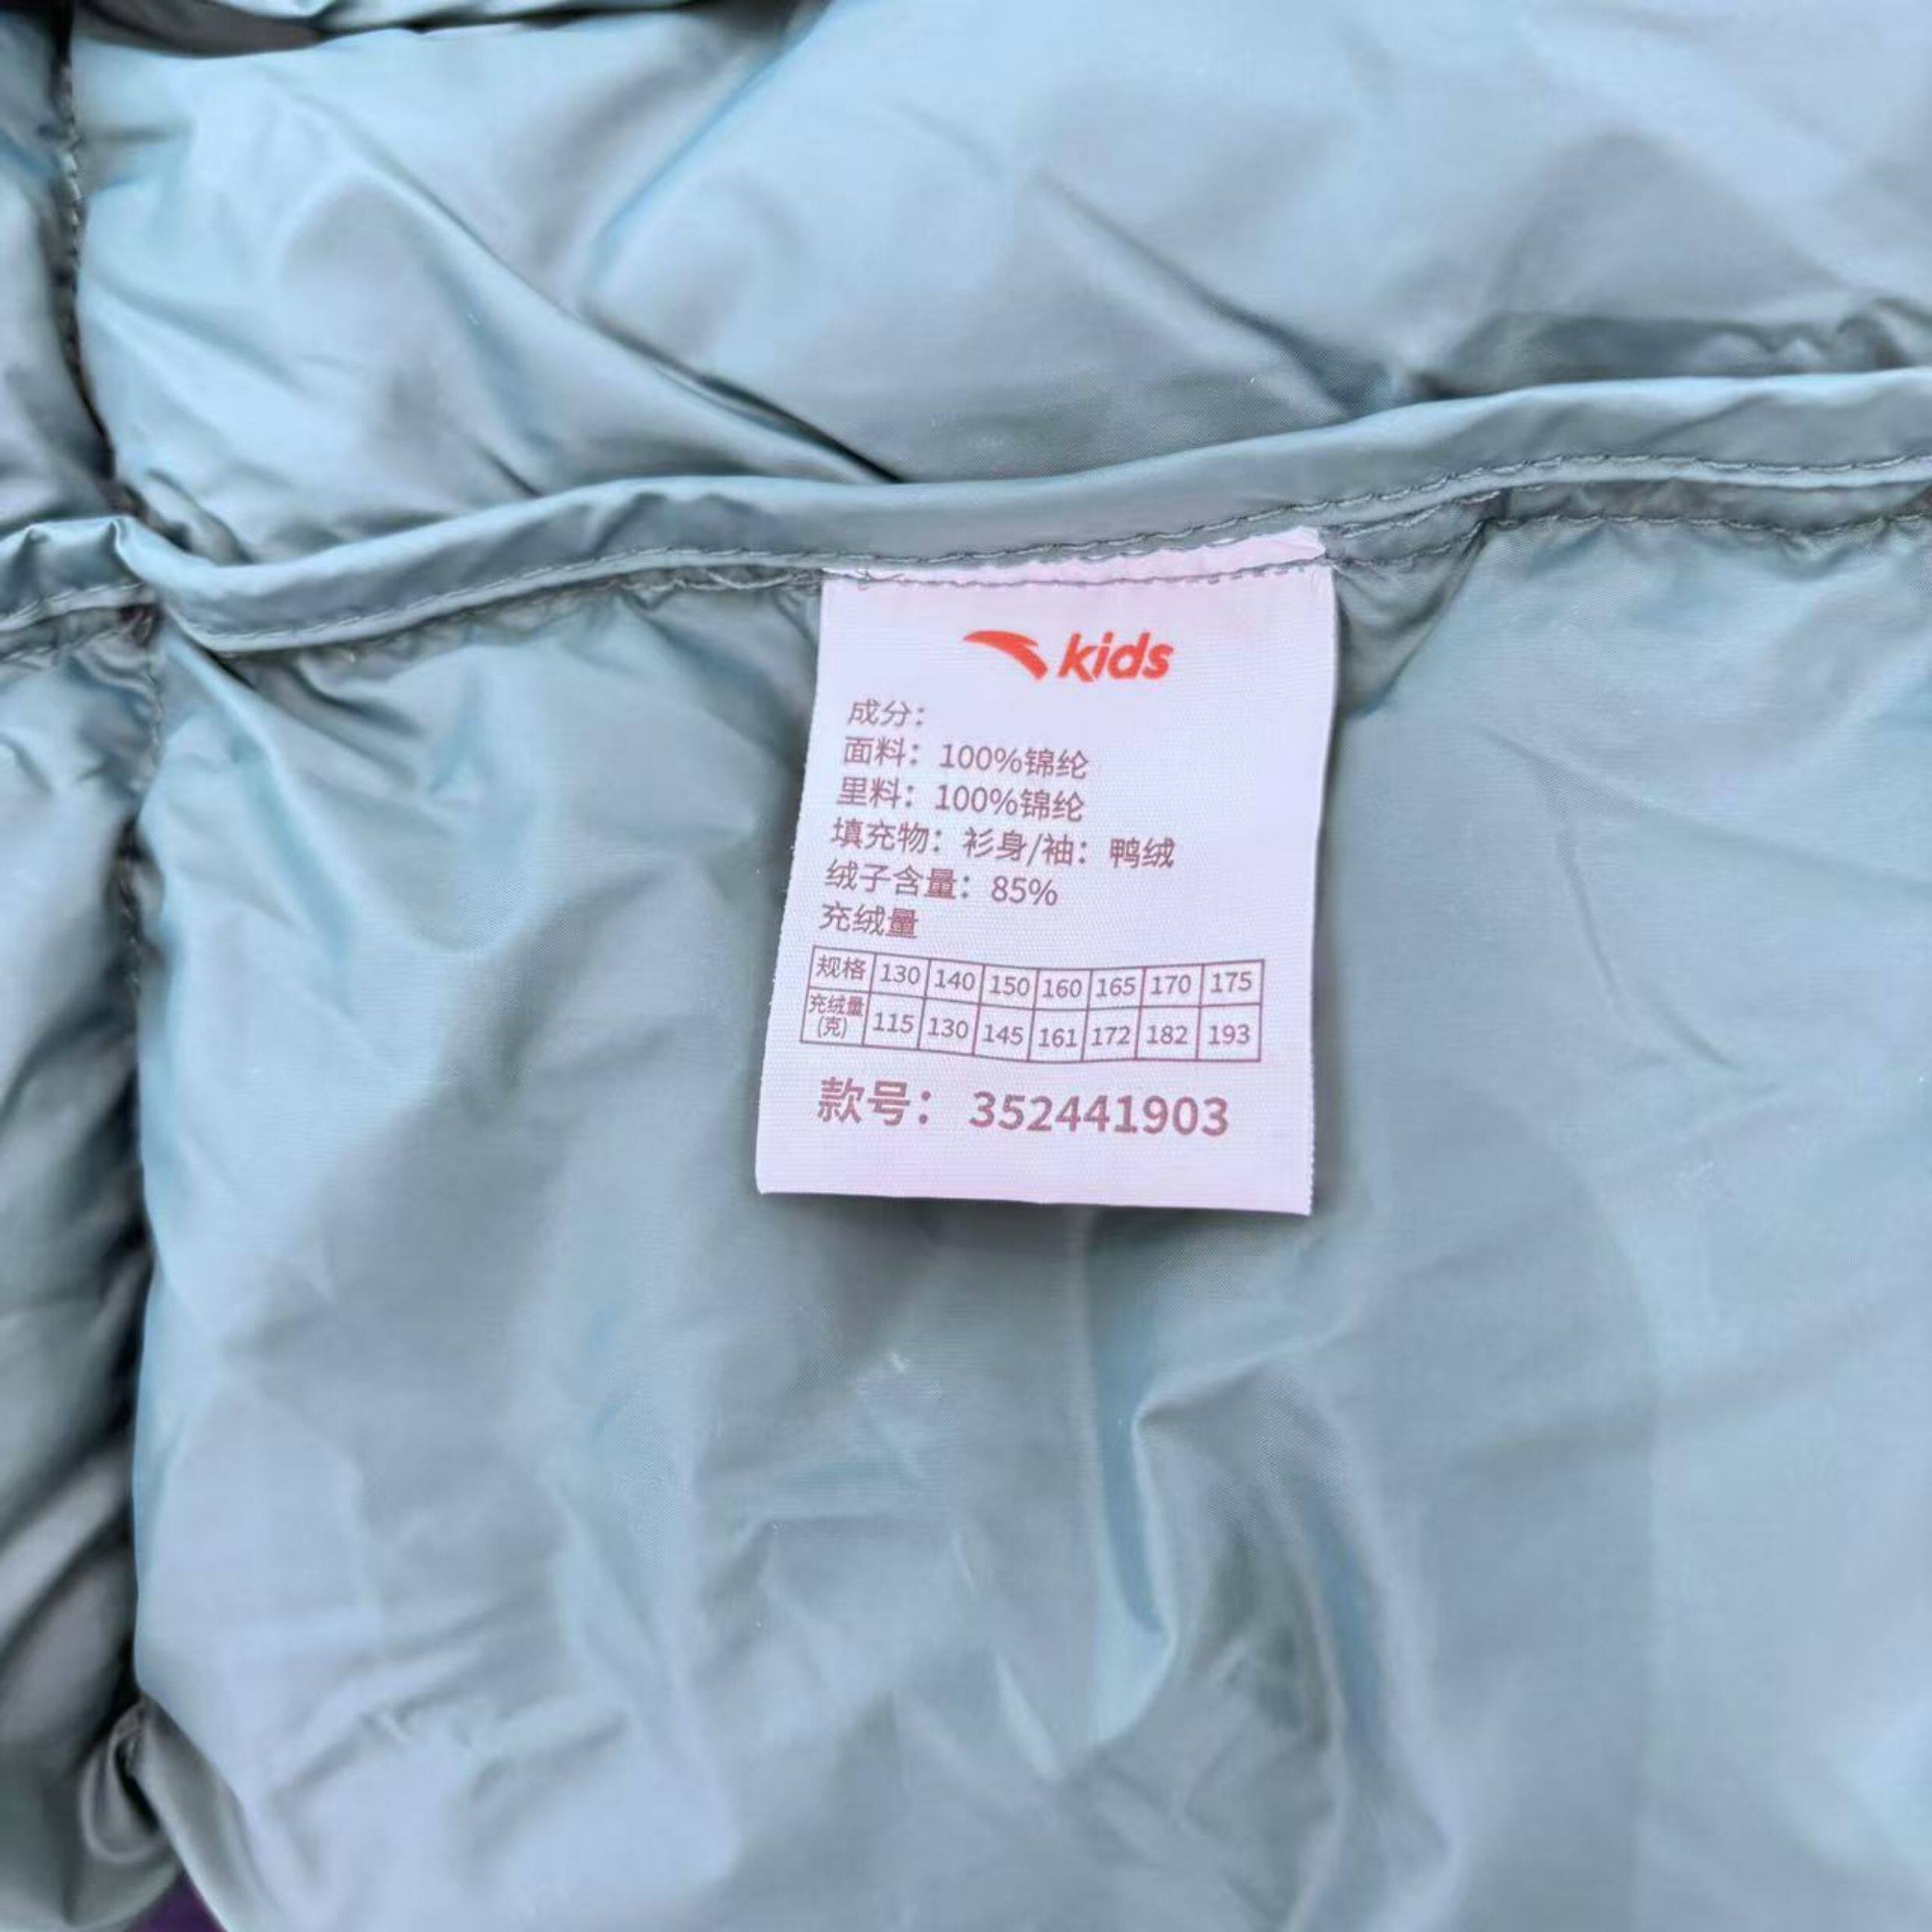 kids
成分：
面料：100%锦纶
里料：100%锦纶
填充物：衫身/袖：鸭绒
绒子含量：85%
充绒量
规格 130 140 150 160 165 170 175
充绒量(克) 115 130 145 161 172 182 193
款号：352441903